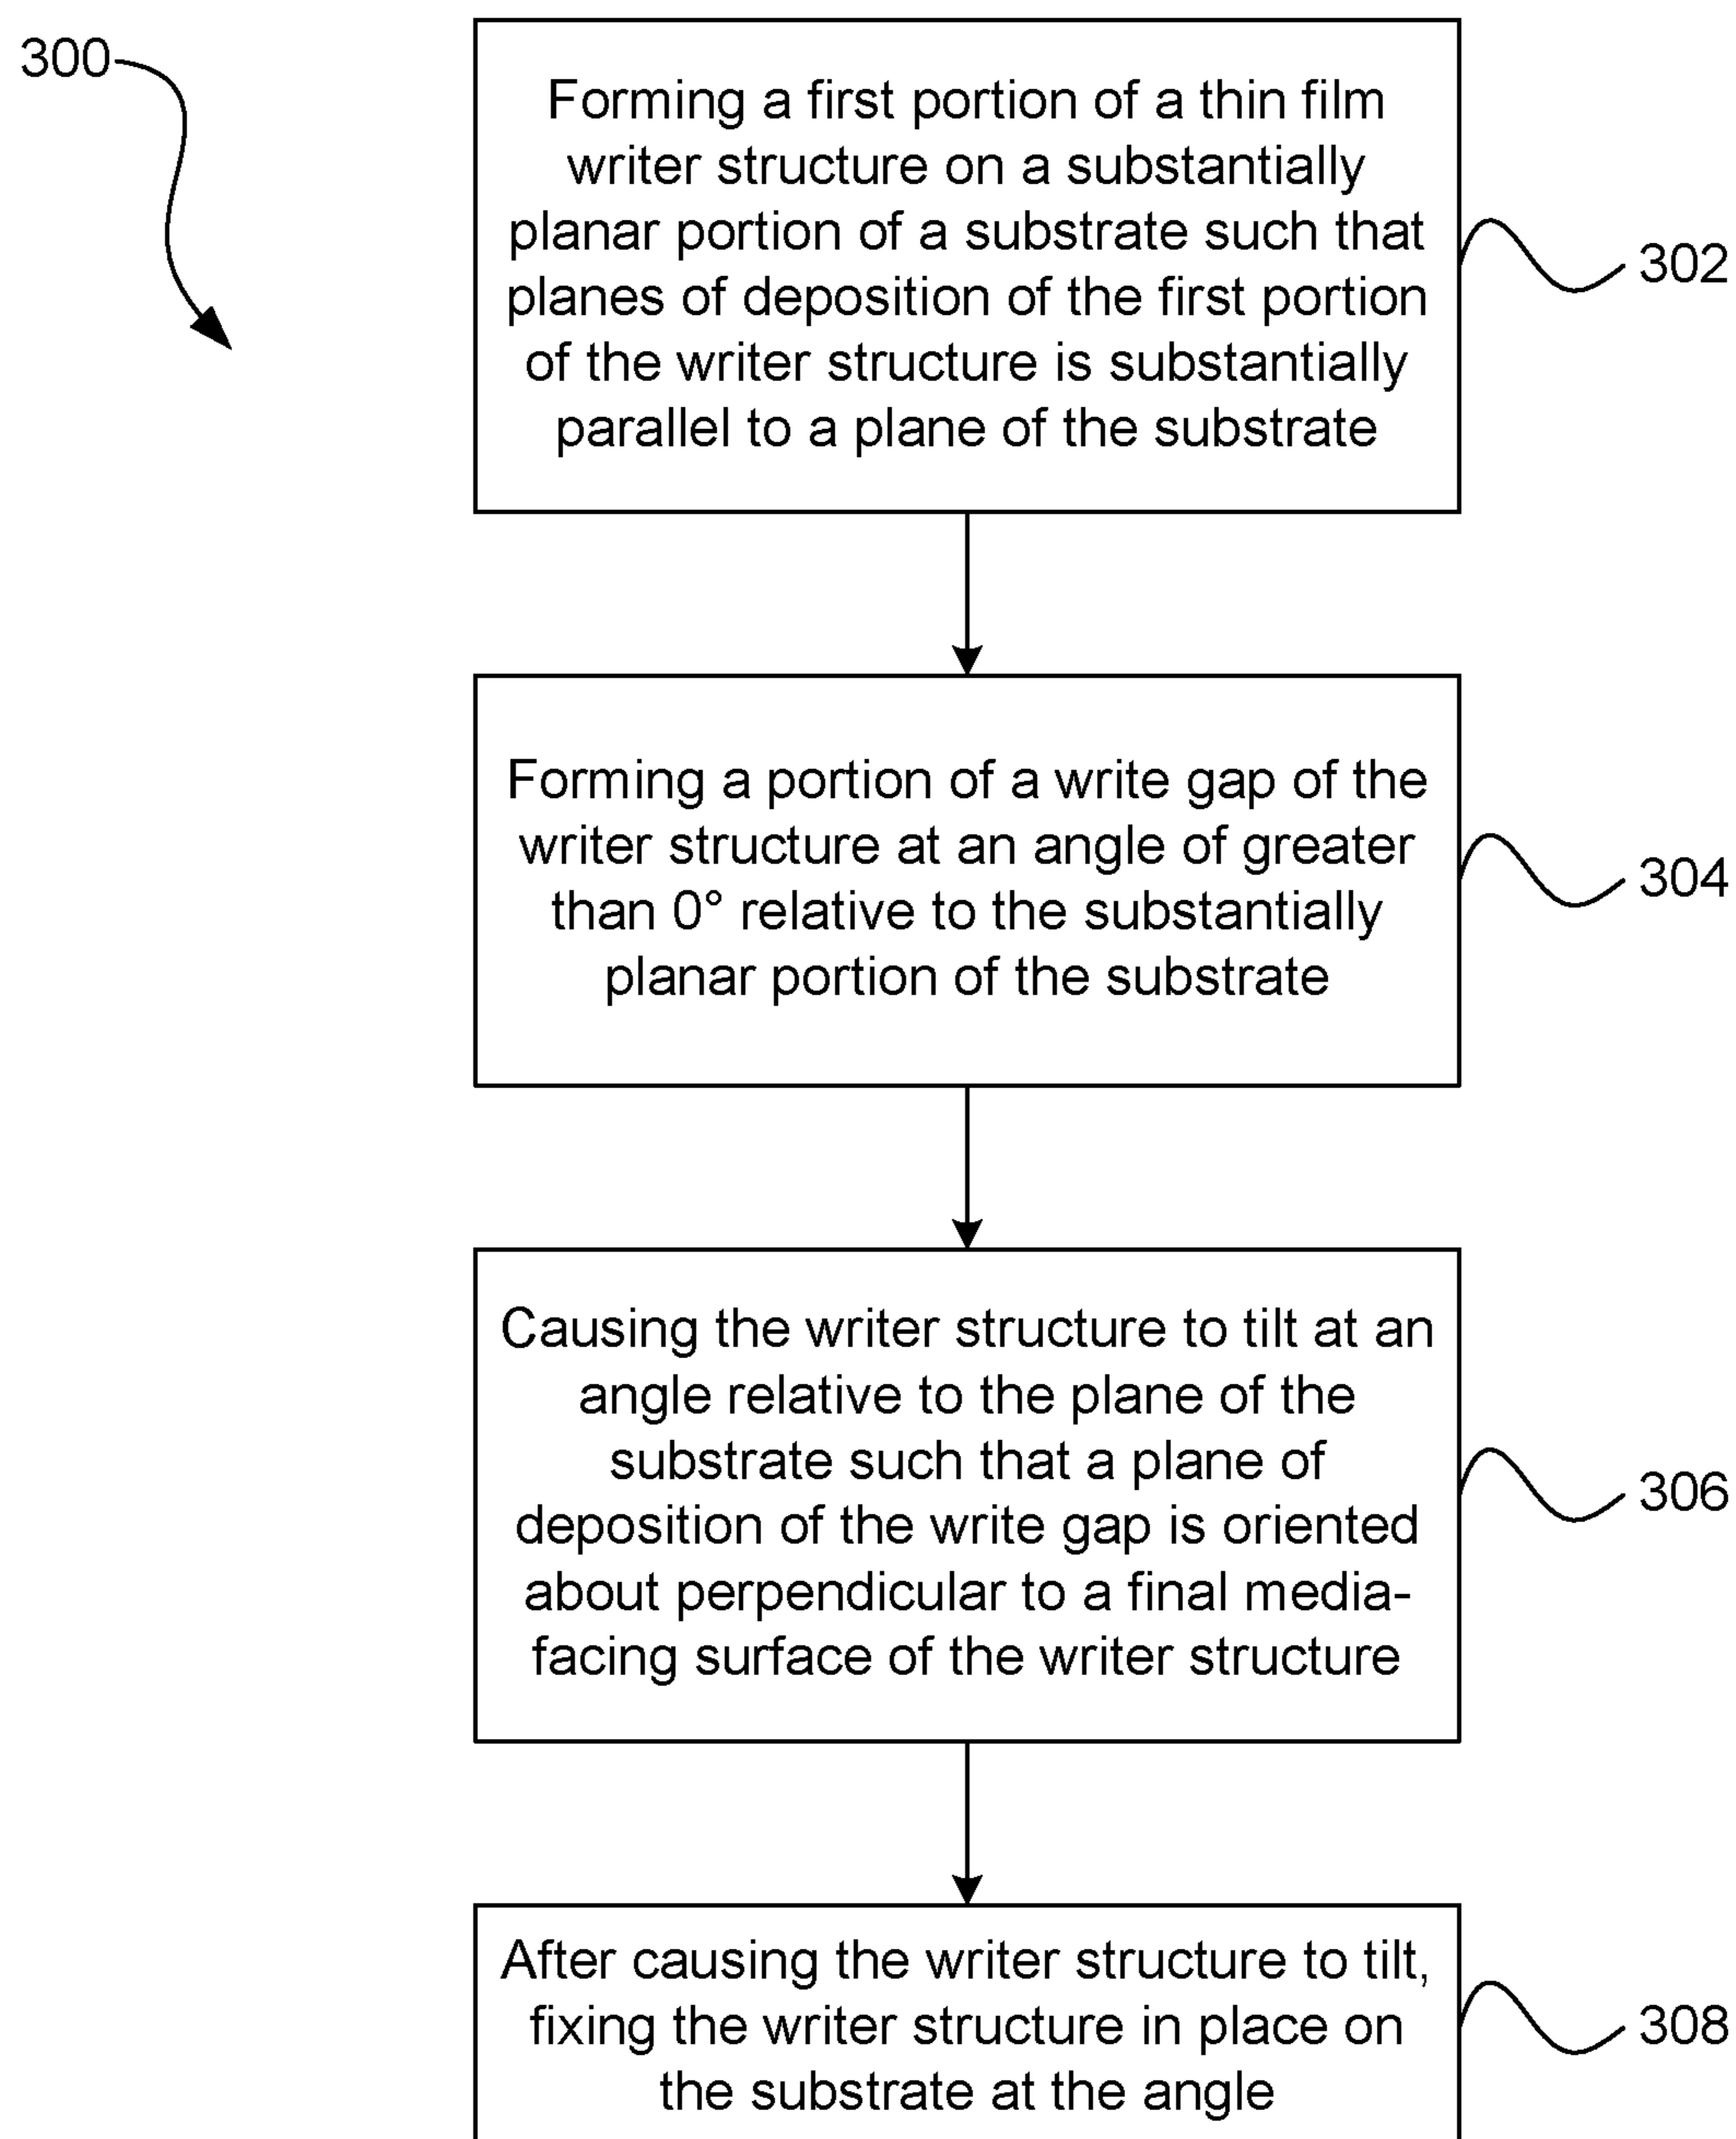 300
Forming a first portion of a thin film
writer structure on a substantially
planar portion of a substrate such that
planes of deposition of the first portion
of the writer structure is substantially
parallel to a plane of the substrate
302
Forming a portion of a write gap of the
writer structure at an angle of greater
than 0° relative to the substantially
planar portion of the substrate
304
Causing the writer structure to tilt at an
angle relative to the plane of the
substrate such that a plane of
deposition of the write gap is oriented
about perpendicular to a final media-
facing surface of the writer structure
306
After causing the writer structure to tilt,
fixing the writer structure in place on
the substrate at the angle
308